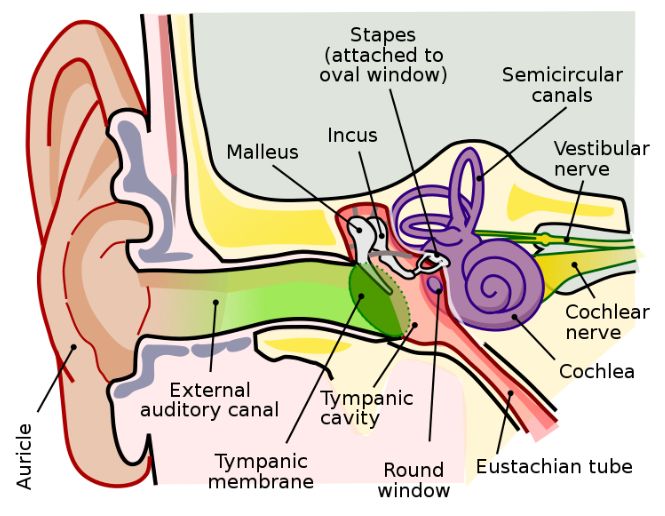 Stapes
(attached to
oval window)
Semicircular
canals
Incus
Malleus
Vestibular
nerve
Cochlear
nerve
Cochlea
External
auditory canal
Tympanic
cavity
Auricle
Tympanic
membrane
Round
window
Eustachian tube